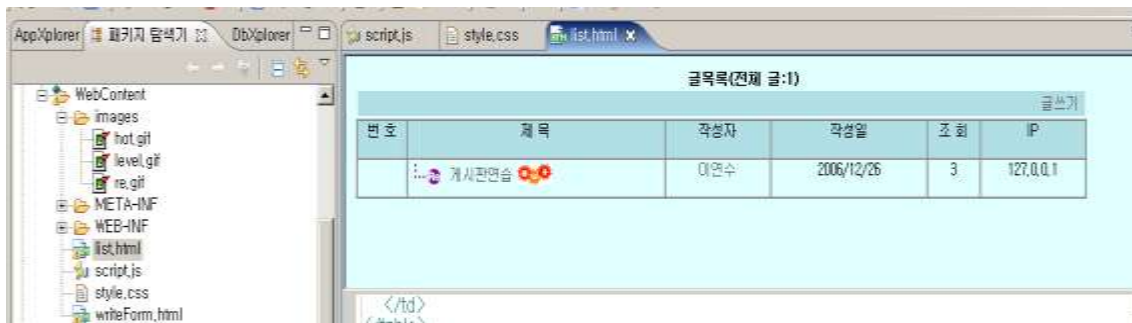 AppXplorer 패키지 탐색기 DbXplorer
script.js style.css list.html
WebContent
images
hot.gif
level.gif
re.gif
META-INF
WEB-INF
list.html
script.js
style.css
writeForm.html
글목록(전체 글:1)
글쓰기
번 호 제 목 작성자 작성일 조 회 IP
게시판연습 이연수 2006/12/26 3 127.0.0.1
</td>
</table>